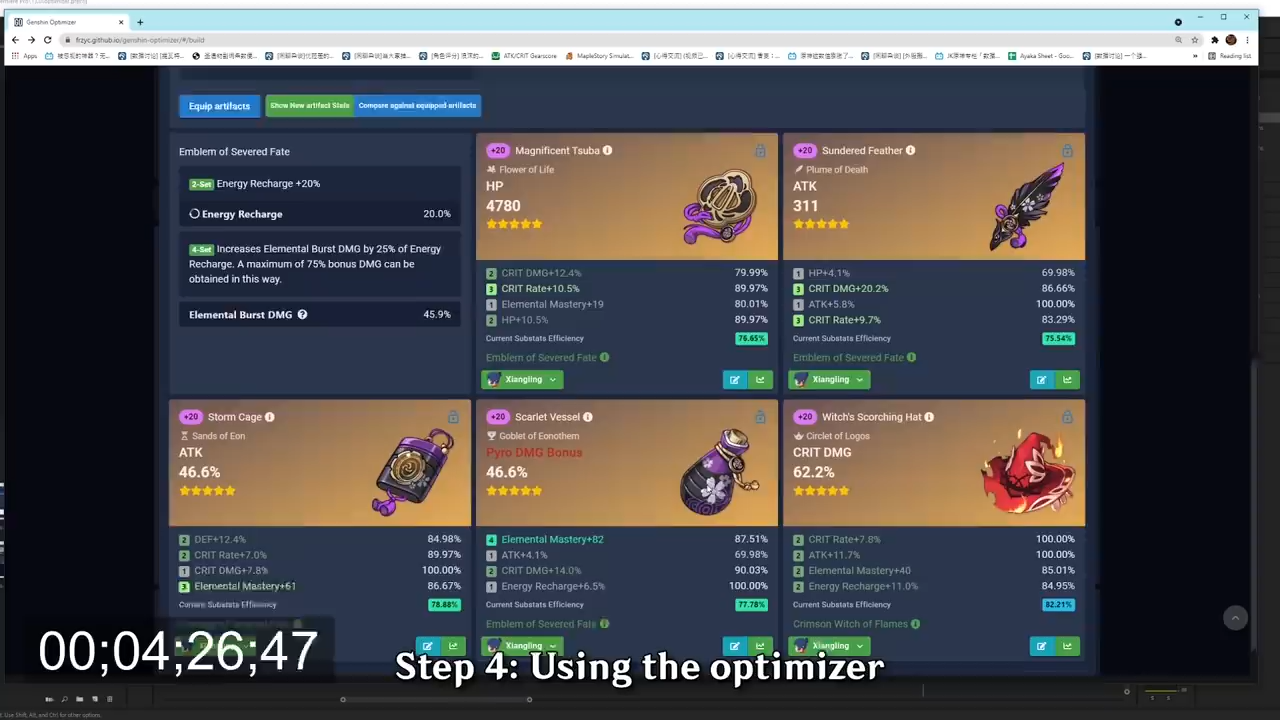 Genshin Optimizer
frzyc.github.io/genshin-optimizer/#/build
Apps
ATK/CRIT Gearscore
MapleStory Simulat...
Ayaka Sheet - Goo...
Reading list
Equip artifacts
Show New artifact Stats
Compare against equipped artifacts
Emblem of Severed Fate
2-Set Energy Recharge +20%
Energy Recharge 20.0%
4-Set Increases Elemental Burst DMG by 25% of Energy
Recharge. A maximum of 75% bonus DMG can be
obtained in this way.
Elemental Burst DMG 45.9%
+20 Magnificent Tsuba
Flower of Life
HP
4780
2 CRIT DMG+12.4% 79.99%
3 CRIT Rate+10.5% 89.97%
1 Elemental Mastery+19 80.01%
2 HP+10.5% 89.97%
Current Substats Efficiency 76.65%
Emblem of Severed Fate
Xiangling
+20 Sundered Feather
Plume of Death
ATK
311
1 HP+4.1% 69.98%
3 CRIT DMG+20.2% 86.66%
1 ATK+5.8% 100.00%
3 CRIT Rate+9.7% 83.29%
Current Substats Efficiency 75.54%
Emblem of Severed Fate
Xiangling
+20 Storm Cage
Sands of Eon
ATK
46.6%
2 DEF+12.4% 84.98%
2 CRIT Rate+7.0% 89.97%
1 CRIT DMG+7.8% 100.00%
3 Elemental Mastery+61 86.67%
Current Substats Efficiency 78.88%
+20 Scarlet Vessel
Goblet of Eonothem
Pyro DMG Bonus
46.6%
4 Elemental Mastery+82 87.51%
1 ATK+4.1% 69.98%
2 CRIT DMG+14.0% 90.03%
1 Energy Recharge+6.5% 100.00%
Current Substats Efficiency 77.78%
Emblem of Severed Fate
Xiangling
+20 Witch's Scorching Hat
Circlet of Logos
CRIT DMG
62.2%
2 CRIT Rate+7.8% 100.00%
2 ATK+11.7% 100.00%
2 Elemental Mastery+40 85.01%
2 Energy Recharge+11.0% 84.95%
Current Substats Efficiency 82.21%
Crimson Witch of Flames
Xiangling
00;04;26;47
Step 4: Using the optimizer